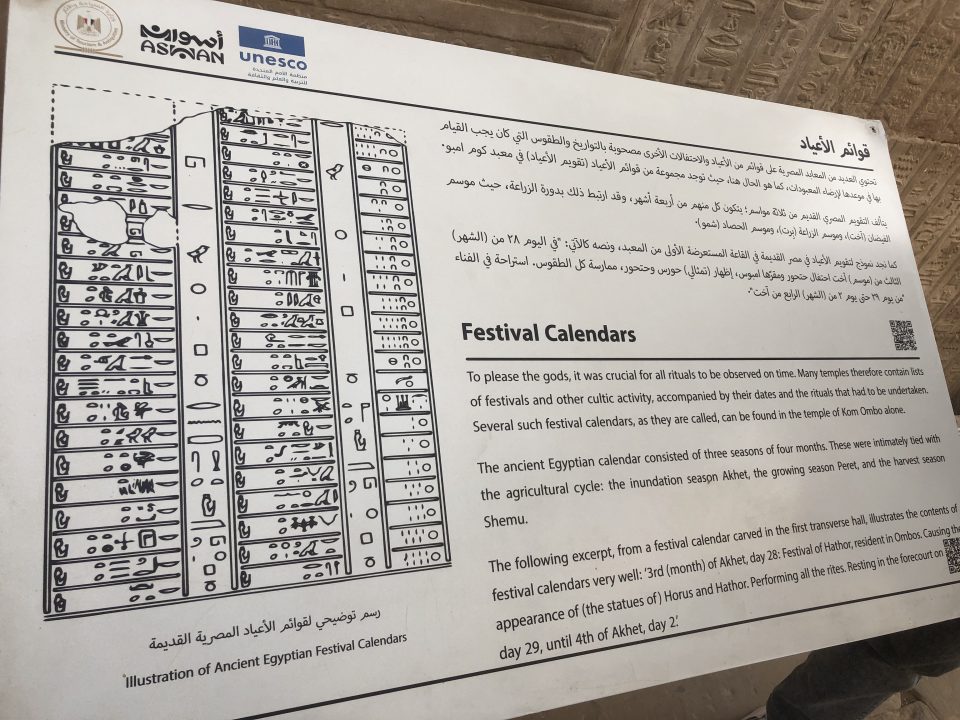 أسوان
ASWAN
unesco
منظمة الأمم المتحدة
للتربية والعلم والثقافة
قوائم الأعياد
تحتوي العديد من المعابد المصرية على قوائم من الأعياد والاحتفالات الأخرى مصحوبة بالتواريخ والطقوس التي كان يجب القيام
بها في موعدها لإرضاء المعبودات، كما هو الحال هنا، حيث توجد مجموعة من قوائم الأعياد (تقويم الأعياد) في معبد كوم امبو.
يتألف التقويم المصري القديم من ثلاثة مواسم؛ يتكون كل منهم من أربعة أشهر، وقد ارتبط ذلك بدورة الزراعة، حيث موسم
الفيضان (آخت)، وموسم الزراعة (پرت)، وموسم الحصاد (شمو).
كما نجد نموذج لتقويم الأعياد في مصر القديمة في القاعة المستعرضة الأولى من المعبد، ونصه كالآتي: "في اليوم ٢٨ من (الشهر)
الثالث من (موسم) آخت احتفال حتحور ومقرها امبوس، إظهار (تمثالي) حورس وحتحور، ممارسة كل الطقوس. استراحة في الفناء
من يوم ٢٩ حتى يوم ٢ من (الشهر) الرابع من آخت".
Festival Calendars
To please the gods, it was crucial for all rituals to be observed on time. Many temples therefore contain lists
of festivals and other cultic activity, accompanied by their dates and the rituals that had to be undertaken.
Several such festival calendars, as they are called, can be found in the temple of Kom Ombo alone.
The ancient Egyptian calendar consisted of three seasons of four months. These were intimately tied with
the agricultural cycle: the inundation season Akhet, the growing season Peret, and the harvest season
Shemu.
The following excerpt, from a festival calendar carved in the first transverse hall, illustrates the contents of
festival calendars very well: '3rd (month) of Akhet, day 28: Festival of Hathor, resident in Ombos. Causing the
appearance of (the statues of) Horus and Hathor. Performing all the rites. Resting in the forecourt on
day 29, until 4th of Akhet, day 2.'
رسم توضيحي لقوائم الأعياد المصرية القديمة
Illustration of Ancient Egyptian Festival Calendars